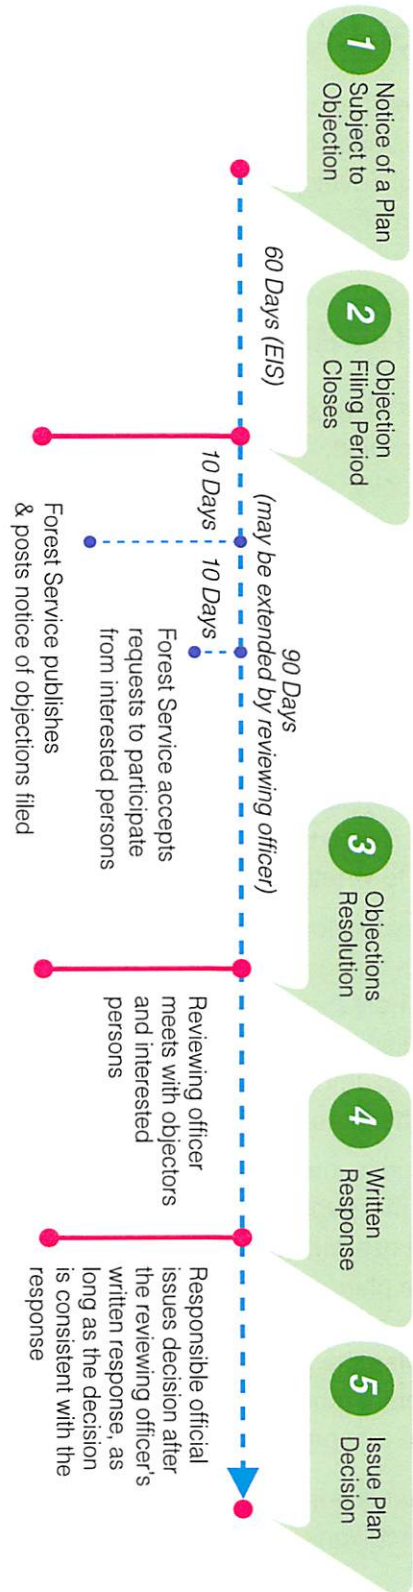 1
Notice of a Plan
Subject to
Objection
2
Objection
Filing Period
Closes
3
Objections
Resolution
4
Written
Response
5
Issue Plan
Decision
60 Days (EIS)
90 Days
(may be extended by reviewing officer)
10 Days
10 Days
Forest Service publishes
& posts notice of objections filed
Forest Service accepts
requests to participate
from interested persons
Reviewing officer
meets with objectors
and interested
persons
Responsible official
issues decision after
the reviewing officer's
written response, as
long as the decision
is consistent with the
response